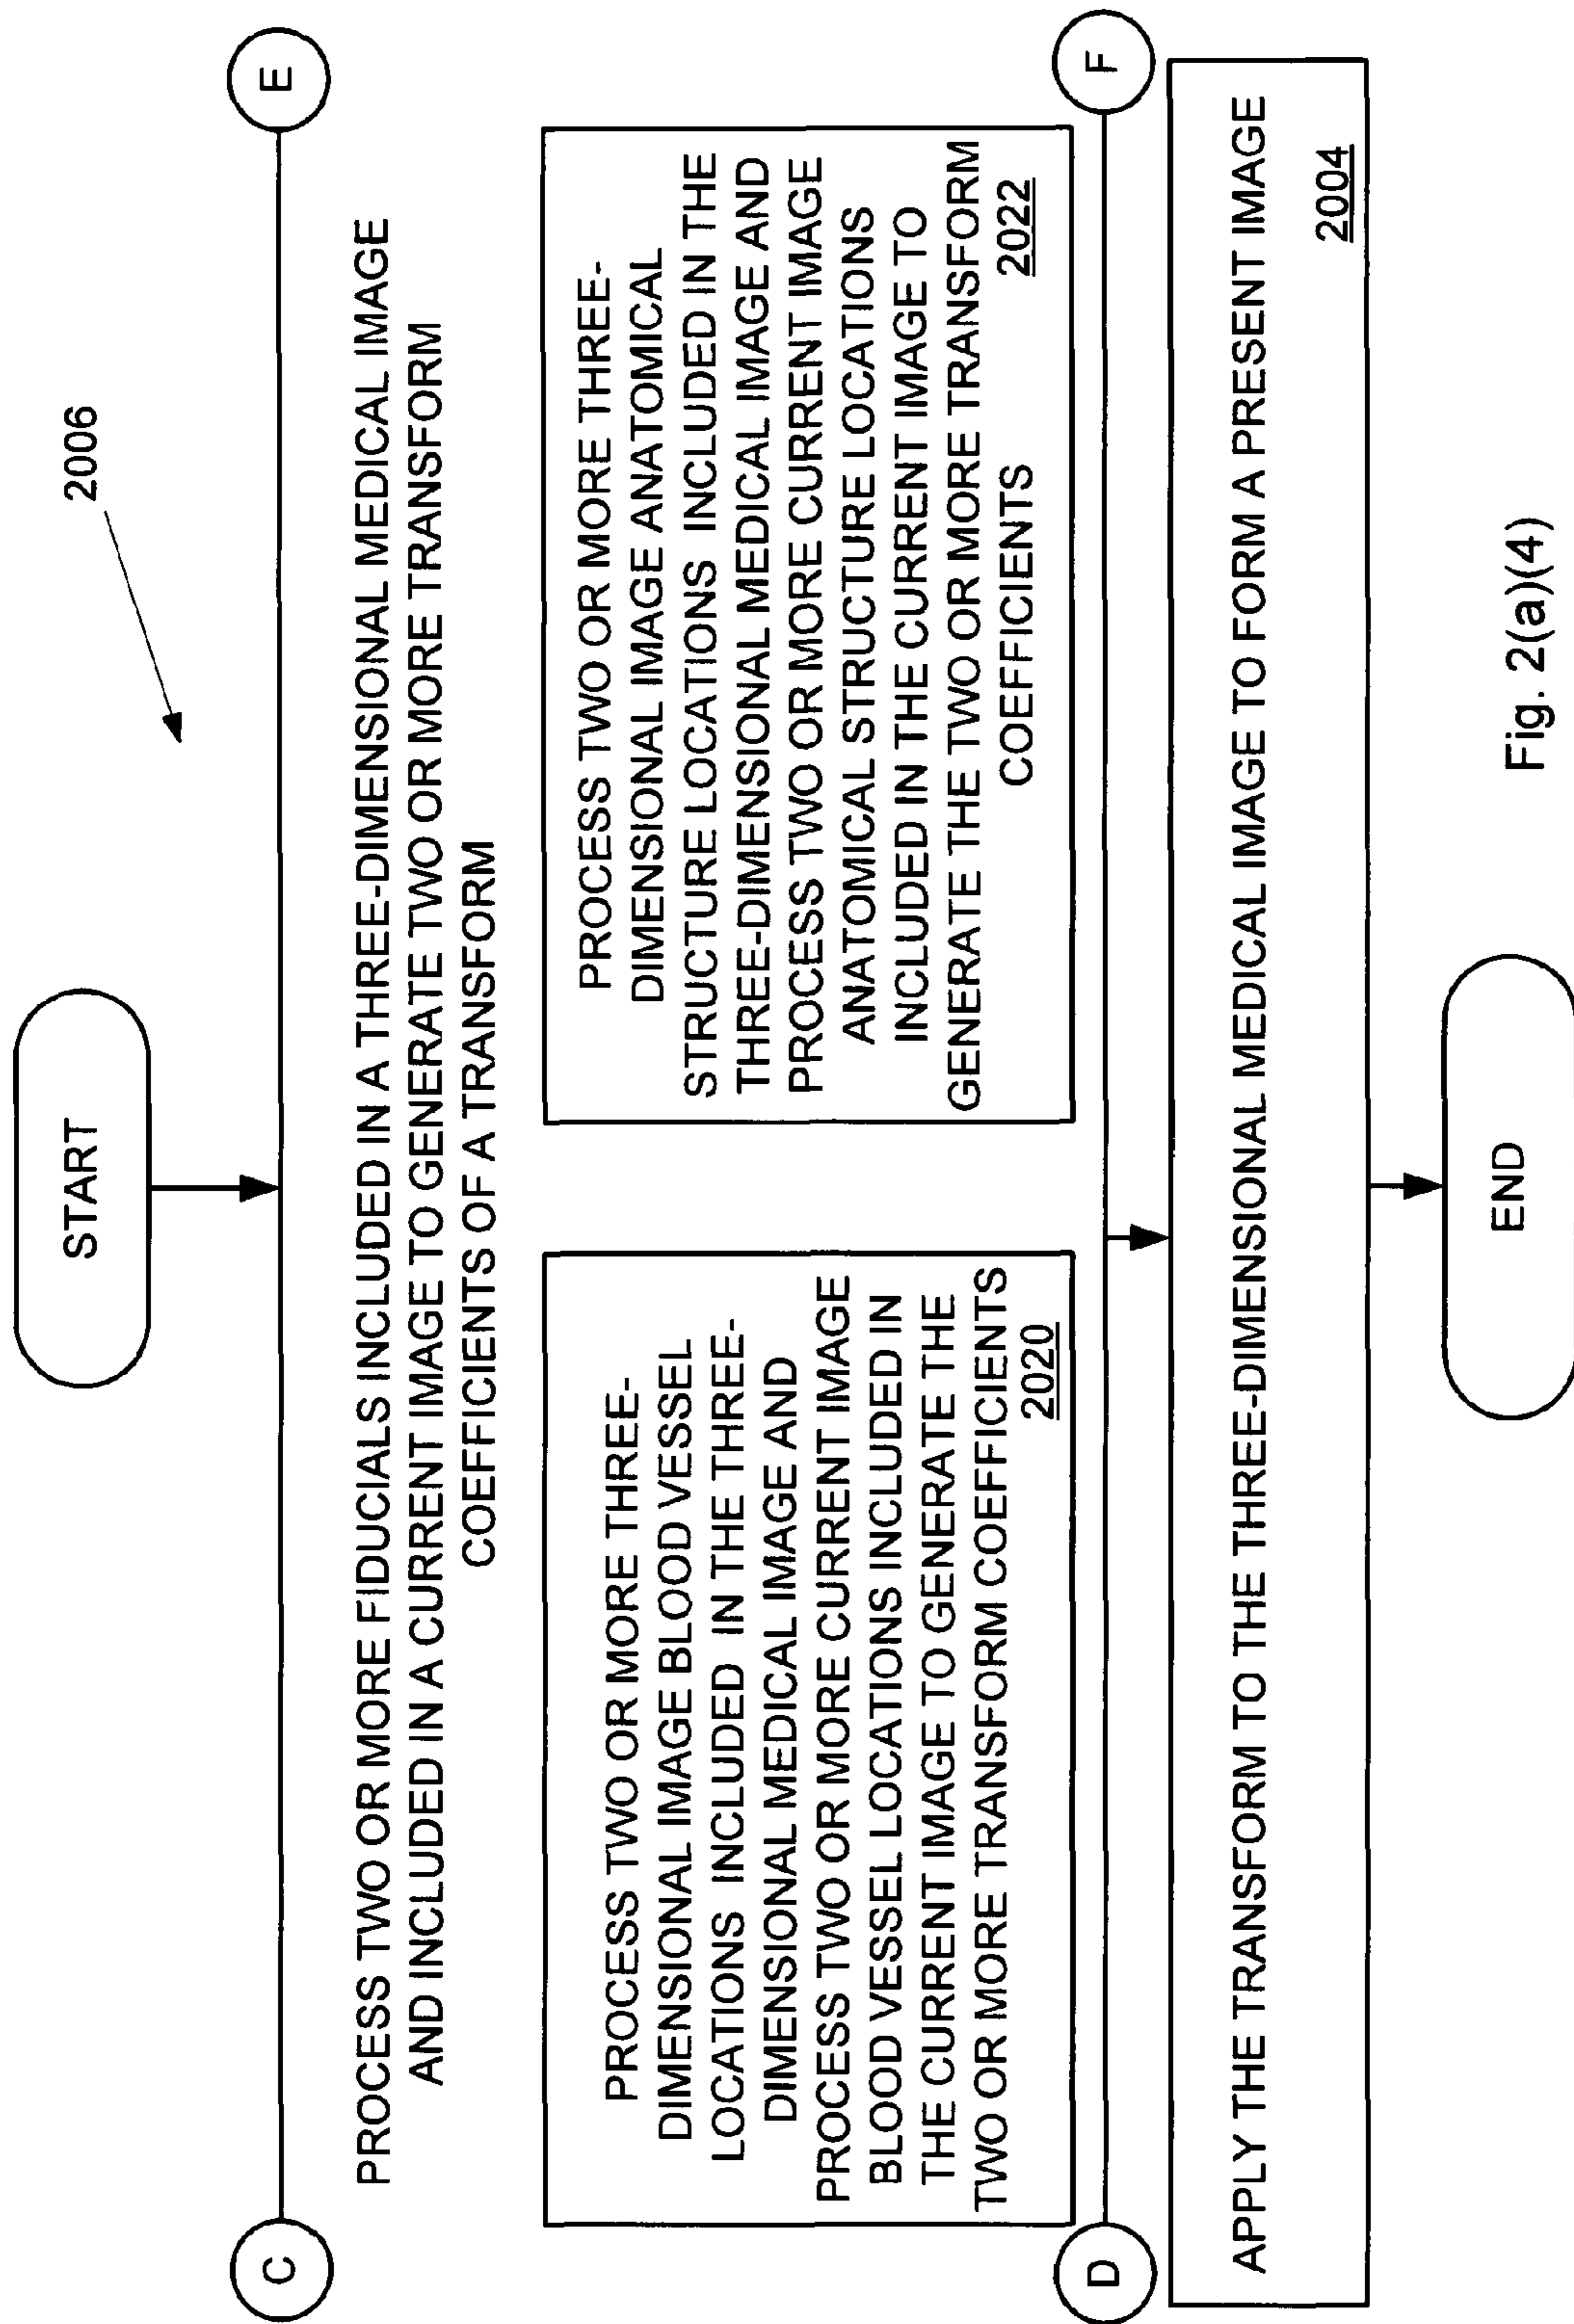 2006
START
C
E
PROCESS TWO OR MORE FIDUCIALS INCLUDED IN A THREE-DIMENSIONAL MEDICAL IMAGE
AND INCLUDED IN A CURRENT IMAGE TO GENERATE TWO OR MORE TRANSFORM
COEFFICIENTS OF A TRANSFORM
PROCESS TWO OR MORE THREE-
DIMENSIONAL IMAGE BLOOD VESSEL
LOCATIONS INCLUDED IN THE THREE-
DIMENSIONAL MEDICAL IMAGE AND
PROCESS TWO OR MORE CURRENT IMAGE
BLOOD VESSEL LOCATIONS INCLUDED IN
THE CURRENT IMAGE TO GENERATE THE
TWO OR MORE TRANSFORM COEFFICIENTS
2020
PROCESS TWO OR MORE THREE-
DIMENSIONAL IMAGE ANATOMICAL
STRUCTURE LOCATIONS INCLUDED IN THE
THREE-DIMENSIONAL MEDICAL IMAGE AND
PROCESS TWO OR MORE CURRENT IMAGE
ANATOMICAL STRUCTURE LOCATIONS
INCLUDED IN THE CURRENT IMAGE TO
GENERATE THE TWO OR MORE TRANSFORM
COEFFICIENTS
2022
D
F
APPLY THE TRANSFORM TO THE THREE-DIMENSIONAL MEDICAL IMAGE TO FORM A PRESENT IMAGE
2004
END
Fig. 2(a)(4)